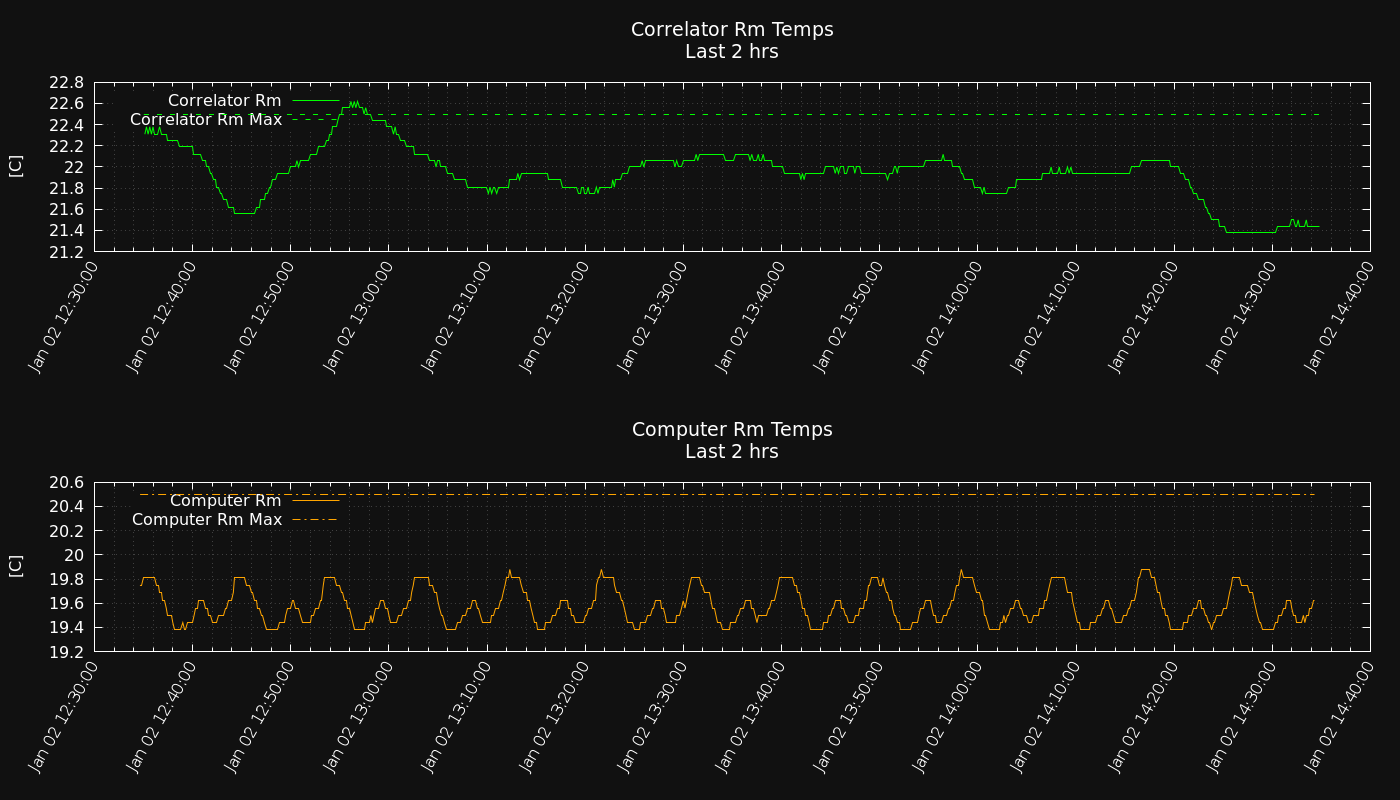 Correlator Rm Temps
Last 2 hrs
22.8
22.6
22.4
22.2
22
21.8
21.6
21.4
21.2
[C]
Correlator Rm
Correlator Rm Max
Jan 02 12:30:00
Jan 02 12:40:00
Jan 02 12:50:00
Jan 02 13:00:00
Jan 02 13:10:00
Jan 02 13:20:00
Jan 02 13:30:00
Jan 02 13:40:00
Jan 02 13:50:00
Jan 02 14:00:00
Jan 02 14:10:00
Jan 02 14:20:00
Jan 02 14:30:00
Jan 02 14:40:00
Computer Rm Temps
Last 2 hrs
20.6
20.4
20.2
20
19.8
19.6
19.4
19.2
[C]
Computer Rm
Computer Rm Max
Jan 02 12:30:00
Jan 02 12:40:00
Jan 02 12:50:00
Jan 02 13:00:00
Jan 02 13:10:00
Jan 02 13:20:00
Jan 02 13:30:00
Jan 02 13:40:00
Jan 02 13:50:00
Jan 02 14:00:00
Jan 02 14:10:00
Jan 02 14:20:00
Jan 02 14:30:00
Jan 02 14:40:00